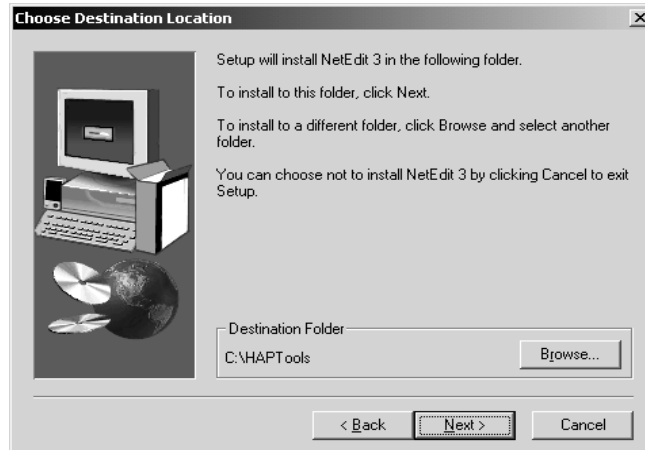 Choose Destination Location
Setup will install NetEdit 3 in the following folder.
To install to this folder, click Next.
To install to a different folder, click Browse and select another
folder.
You can choose not to install NetEdit 3 by clicking Cancel to exit
Setup.
Destination Folder
C:\HAPTools
Browse...
< Back
Next >
Cancel